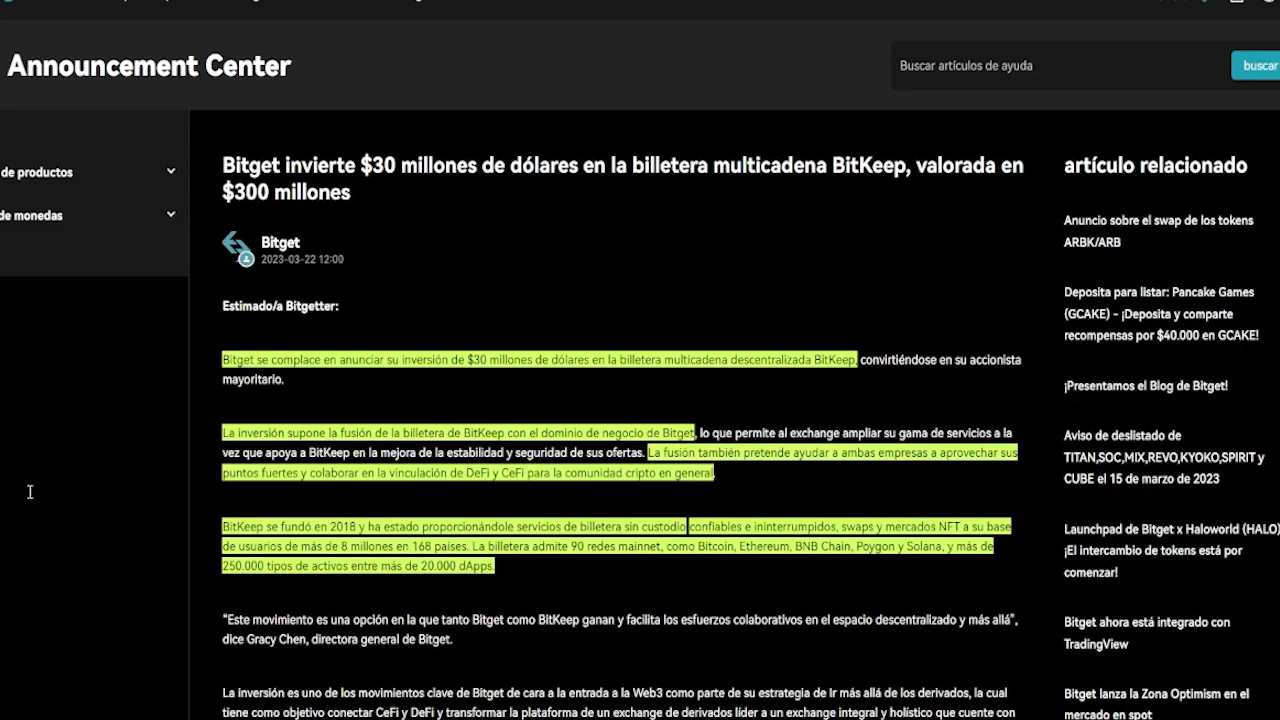 Announcement Center
Buscar artículos de ayuda
buscar
de productos
de monedas
Bitget invierte $30 millones de dólares en la billetera multicadena BitKeep, valorada en
$300 millones
Bitget
2023-03-22 12:00
Estimado/a Bitgetter:
Bitget se complace en anunciar su inversión de $30 millones de dólares en la billetera multicadena descentralizada BitKeep, convirtiéndose en su accionista
mayoritario.
La inversión supone la fusión de la billetera de BitKeep con el dominio de negocio de Bitget, lo que permite al exchange ampliar su gama de servicios a la
vez que apoya a BitKeep en la mejora de la estabilidad y seguridad de sus ofertas. La fusión también pretende ayudar a ambas empresas a aprovechar sus
puntos fuertes y colaborar en la vinculación de DeFi y CeFi para la comunidad cripto en general.
BitKeep se fundó en 2018 y ha estado proporcionándole servicios de billetera sin custodio confiables e ininterrumpidos, swaps y mercados NFT a su base
de usuarios de más de 8 millones en 168 países. La billetera admite 90 redes mainnet, como Bitcoin, Ethereum, BNB Chain, Poygon y Solana, y más de
250.000 tipos de activos entre más de 20.000 dApps.
"Este movimiento es una opción en la que tanto Bitget como BitKeep ganan y facilita los esfuerzos colaborativos en el espacio descentralizado y más allá",
dice Gracy Chen, directora general de Bitget.
La inversión es uno de los movimientos clave de Bitget de cara a la entrada a la Web3 como parte de su estrategia de Ir más allá de los derivados, la cual
tiene como objetivo conectar CeFi y DeFi y transformar la plataforma de un exchange de derivados líder a un exchange integral y holístico que cuente con
artículo relacionado
Anuncio sobre el swap de los tokens
ARBK/ARB
Deposita para listar: Pancake Games
(GCAKE) - ¡Deposita y comparte
recompensas por $40.000 en GCAKE!
¡Presentamos el Blog de Bitget!
Aviso de deslistado de
TITAN,SOC,MIX,REVO,KYOKO,SPIRIT y
CUBE el 15 de marzo de 2023
Launchpad de Bitget x Haloworld (HALO)
¡El intercambio de tokens está por
comenzar!
Bitget ahora está integrado con
TradingView
Bitget lanza la Zona Optimism en el
mercado en spot